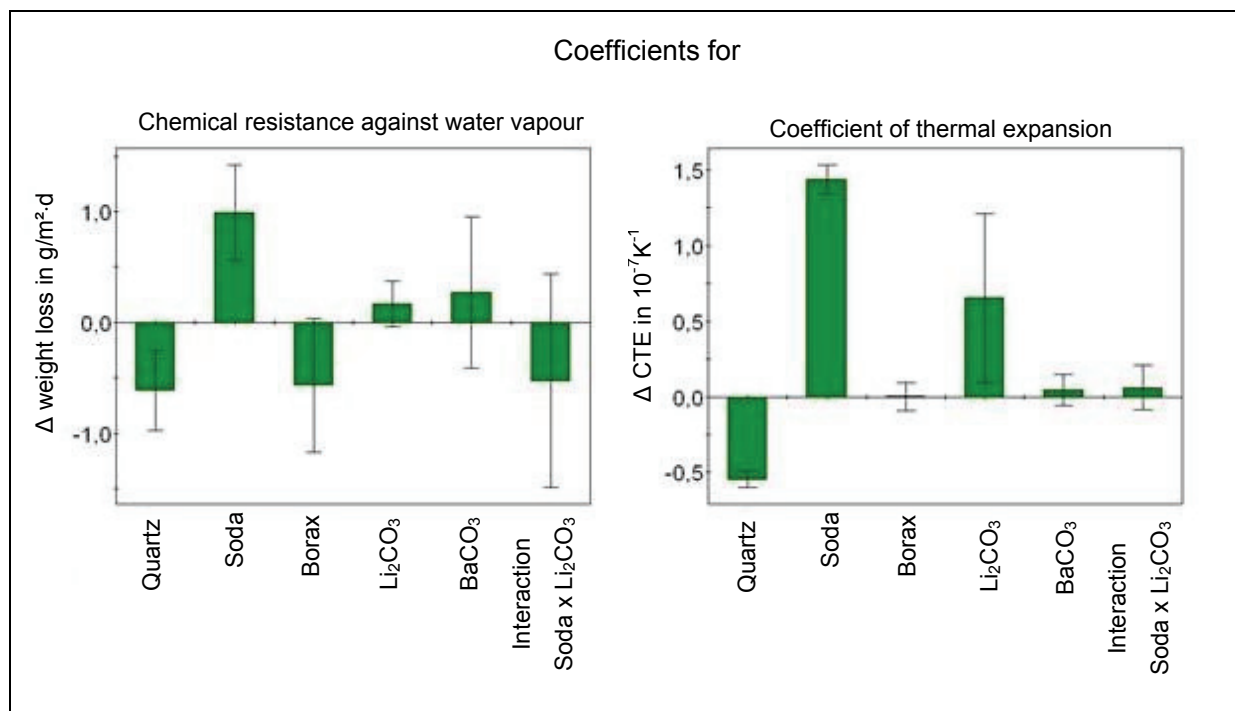 Coefficients for
Chemical resistance against water vapour
Δ weight loss in g/m²·d
1,0
0,0
-1,0
Quartz
Soda
Borax
Li₂CO₃
BaCO₃
Interaction
Soda x Li₂CO₃
Coefficient of thermal expansion
Δ CTE in 10⁻⁷K⁻¹
1,5
1,0
0,5
0,0
-0,5
Quartz
Soda
Borax
Li₂CO₃
BaCO₃
Interaction
Soda x Li₂CO₃